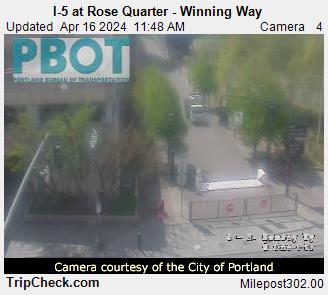 I-5 at Rose Quarter - Winning Way
Updated Apr 16 2024 11:48 AM Camera 4
PBOT
PORTLAND BUREAU OF TRANSPORTATION
Camera courtesy of the City of Portland
TripCheck.com Milepost302.00